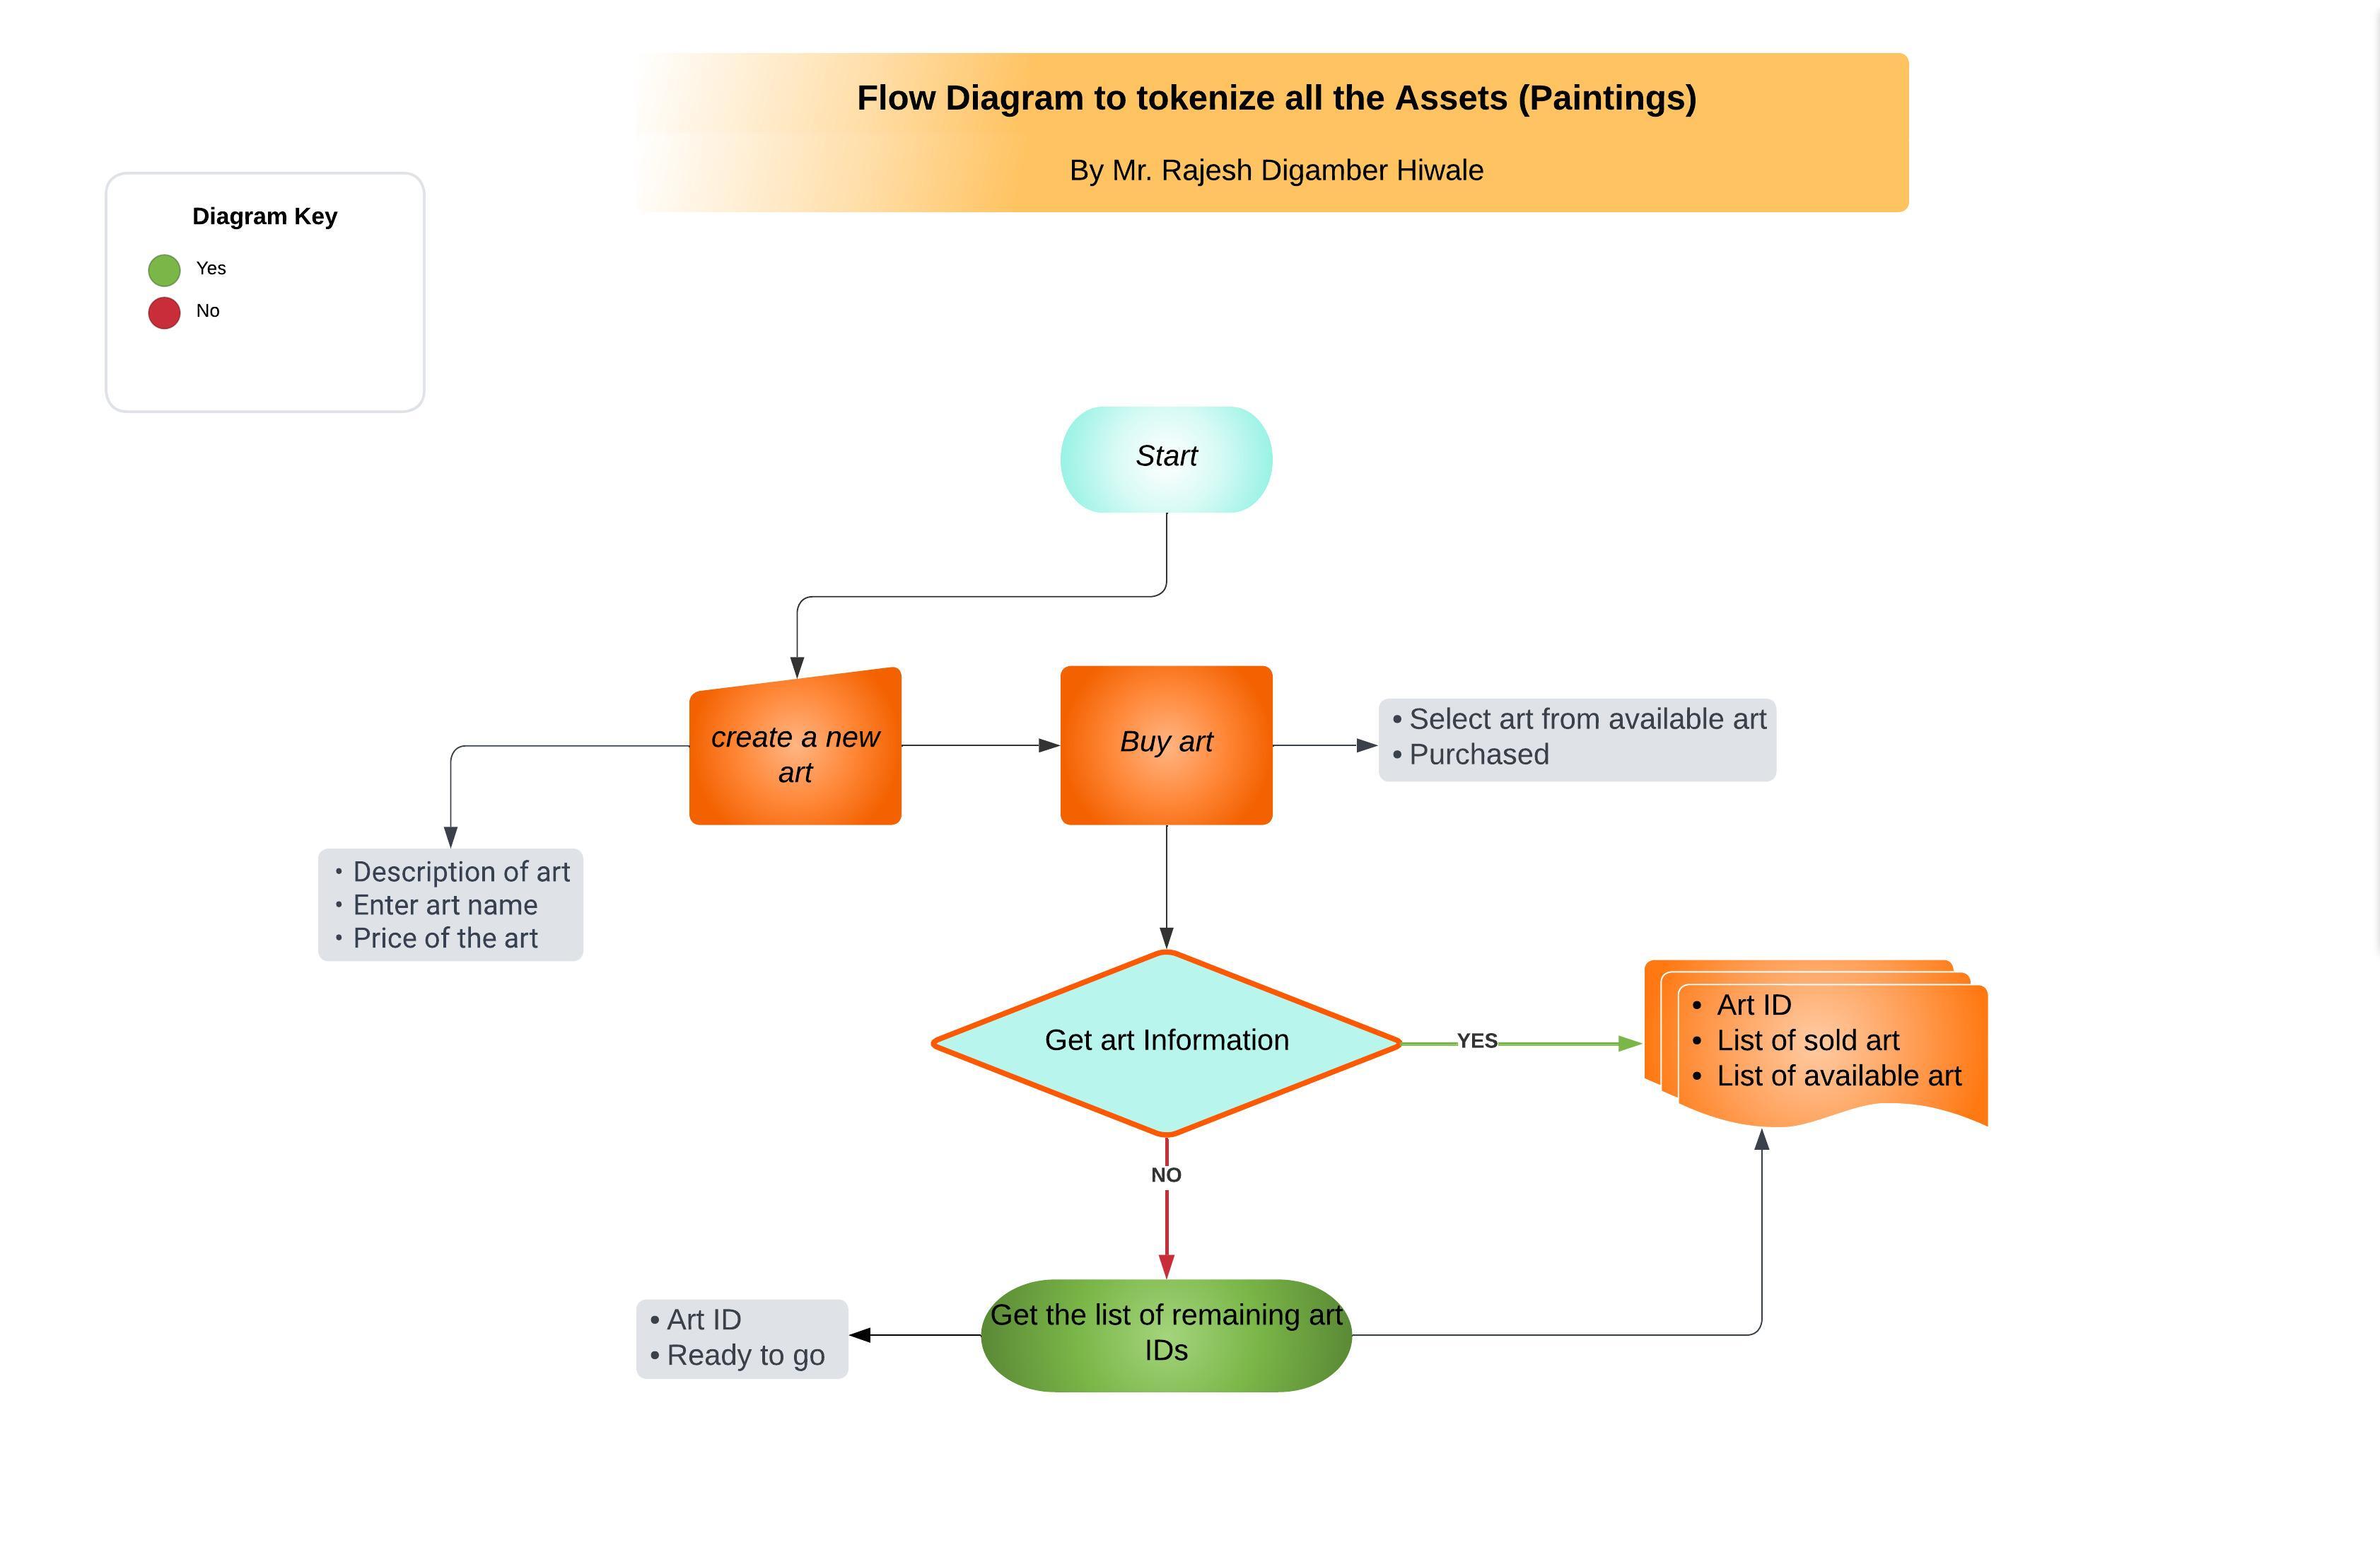 Flow Diagram to tokenize all the Assets (Paintings)
By Mr. Rajesh Digamber Hiwale
Diagram Key
Yes
No
Start
create a new
art
Buy art
• Select art from available art
• Purchased
• Description of art
• Enter art name
• Price of the art
Get art Information
YES
• Art ID
• List of sold art
• List of available art
NO
Get the list of remaining art
IDs
• Art ID
• Ready to go